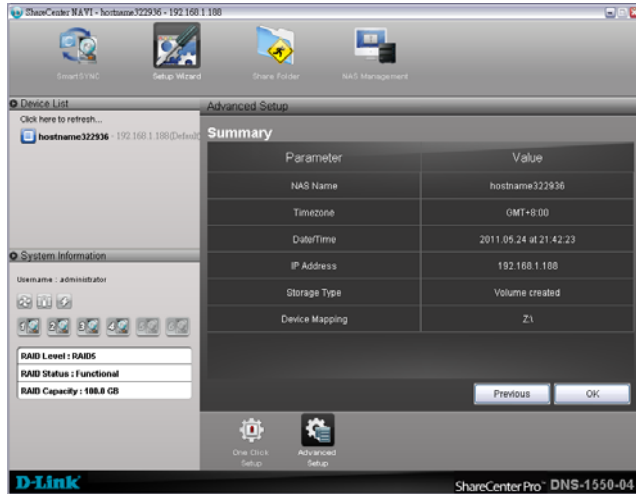 ShareCenter NAVI - hostname322936 - 192.168.1.188
SmartSYNC
Setup Wizard
Share Folder
NAS Management
Device List
Click here to refresh...
hostname322936 - 192.168.1.188(Default)
System Information
Username : administrator
1 2 3 4
RAID Level : RAID5
RAID Status : Functional
RAID Capacity : 100.0 GB
Advanced Setup
Summary
Parameter Value
NAS Name hostname322936
Timezone GMT+8:00
Date/Time 2011.05.24 at 21:42:23
IP Address 192.168.1.188
Storage Type Volume created
Device Mapping Z:\
Previous OK
One Click Setup
Advanced Setup
D-Link
ShareCenter Pro™ DNS-1550-04